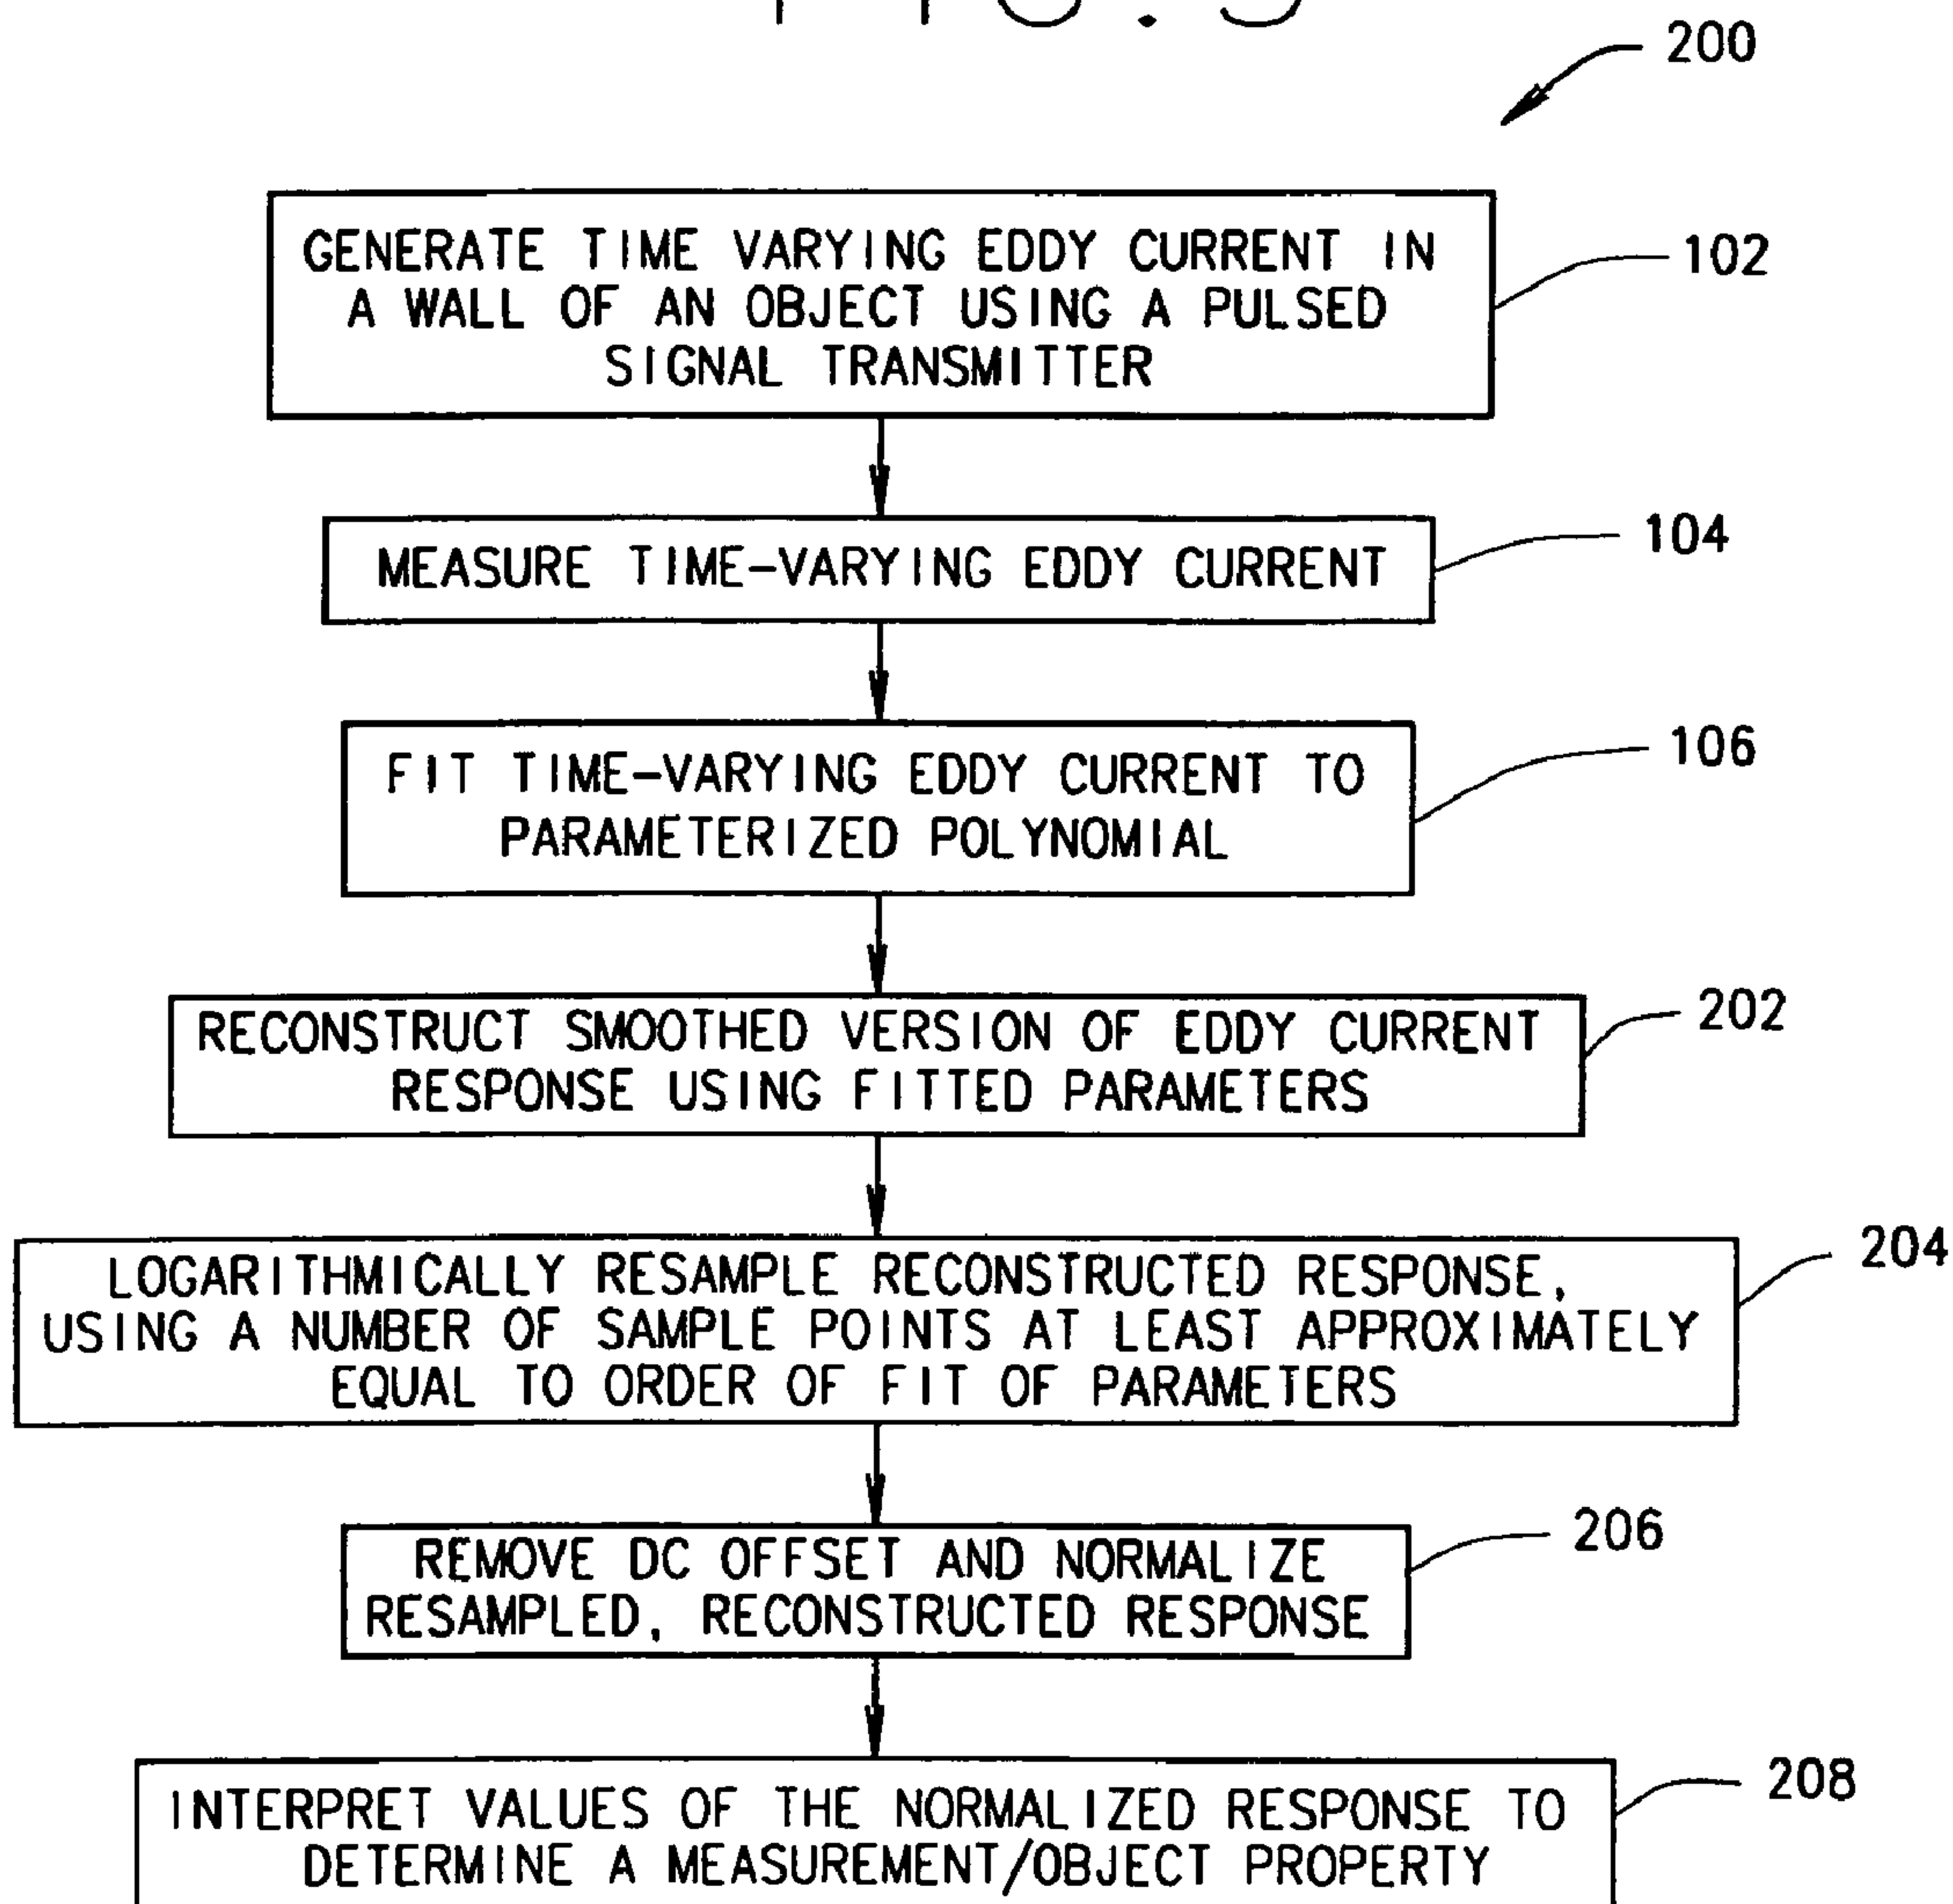 200
GENERATE TIME VARYING EDDY CURRENT IN
A WALL OF AN OBJECT USING A PULSED
SIGNAL TRANSMITTER
102
MEASURE TIME-VARYING EDDY CURRENT
104
FIT TIME-VARYING EDDY CURRENT TO
PARAMETERIZED POLYNOMIAL
106
RECONSTRUCT SMOOTHED VERSION OF EDDY CURRENT
RESPONSE USING FITTED PARAMETERS
202
LOGARITHMICALLY RESAMPLE RECONSTRUCTED RESPONSE,
USING A NUMBER OF SAMPLE POINTS AT LEAST APPROXIMATELY
EQUAL TO ORDER OF FIT OF PARAMETERS
204
REMOVE DC OFFSET AND NORMALIZE
RESAMPLED, RECONSTRUCTED RESPONSE
206
INTERPRET VALUES OF THE NORMALIZED RESPONSE TO
DETERMINE A MEASUREMENT/OBJECT PROPERTY
208